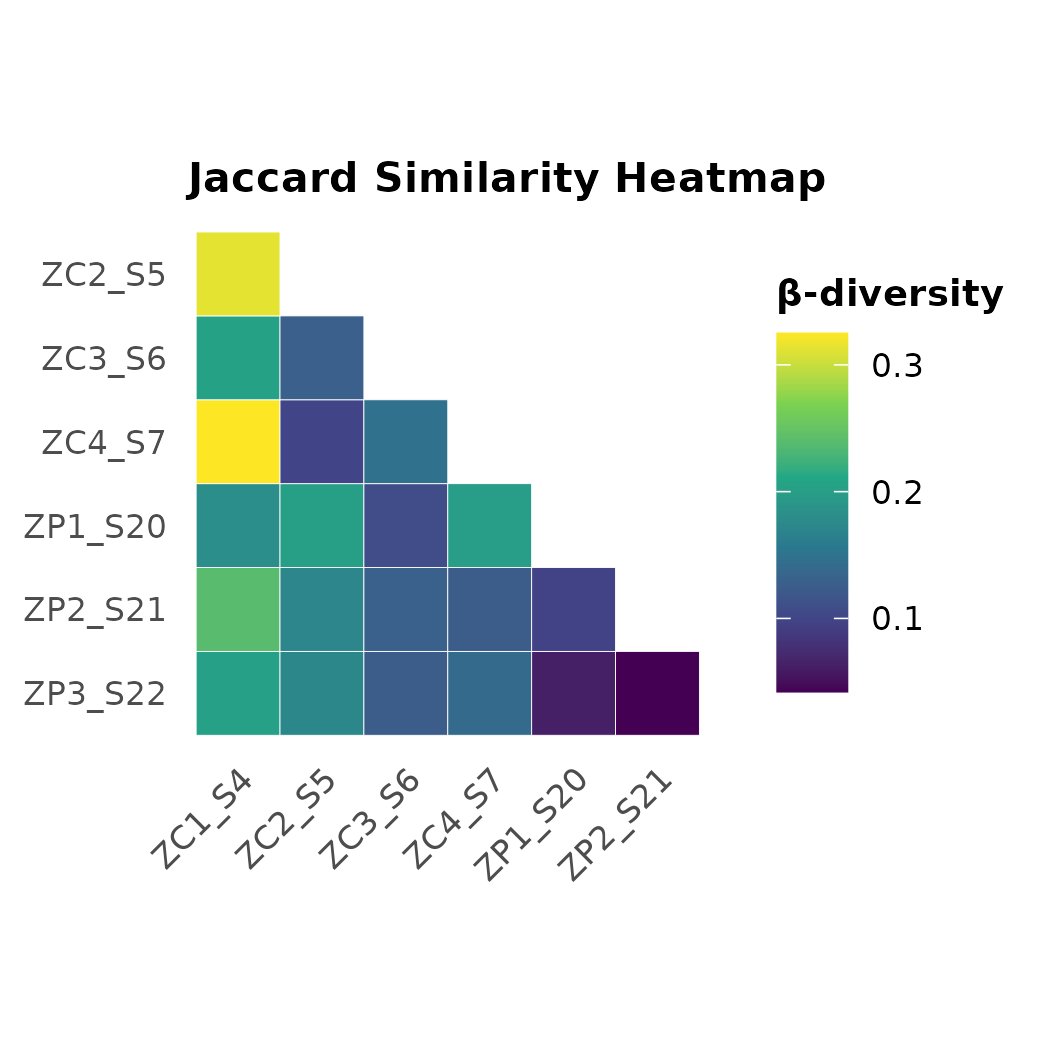 Jaccard Similarity Heatmap
ZC2_S5
ZC3_S6
ZC4_S7
ZP1_S20
ZP2_S21
ZP3_S22
ZC1_S4
ZC2_S5
ZC3_S6
ZC4_S7
ZP1_S20
ZP2_S21
β-diversity
0.3
0.2
0.1